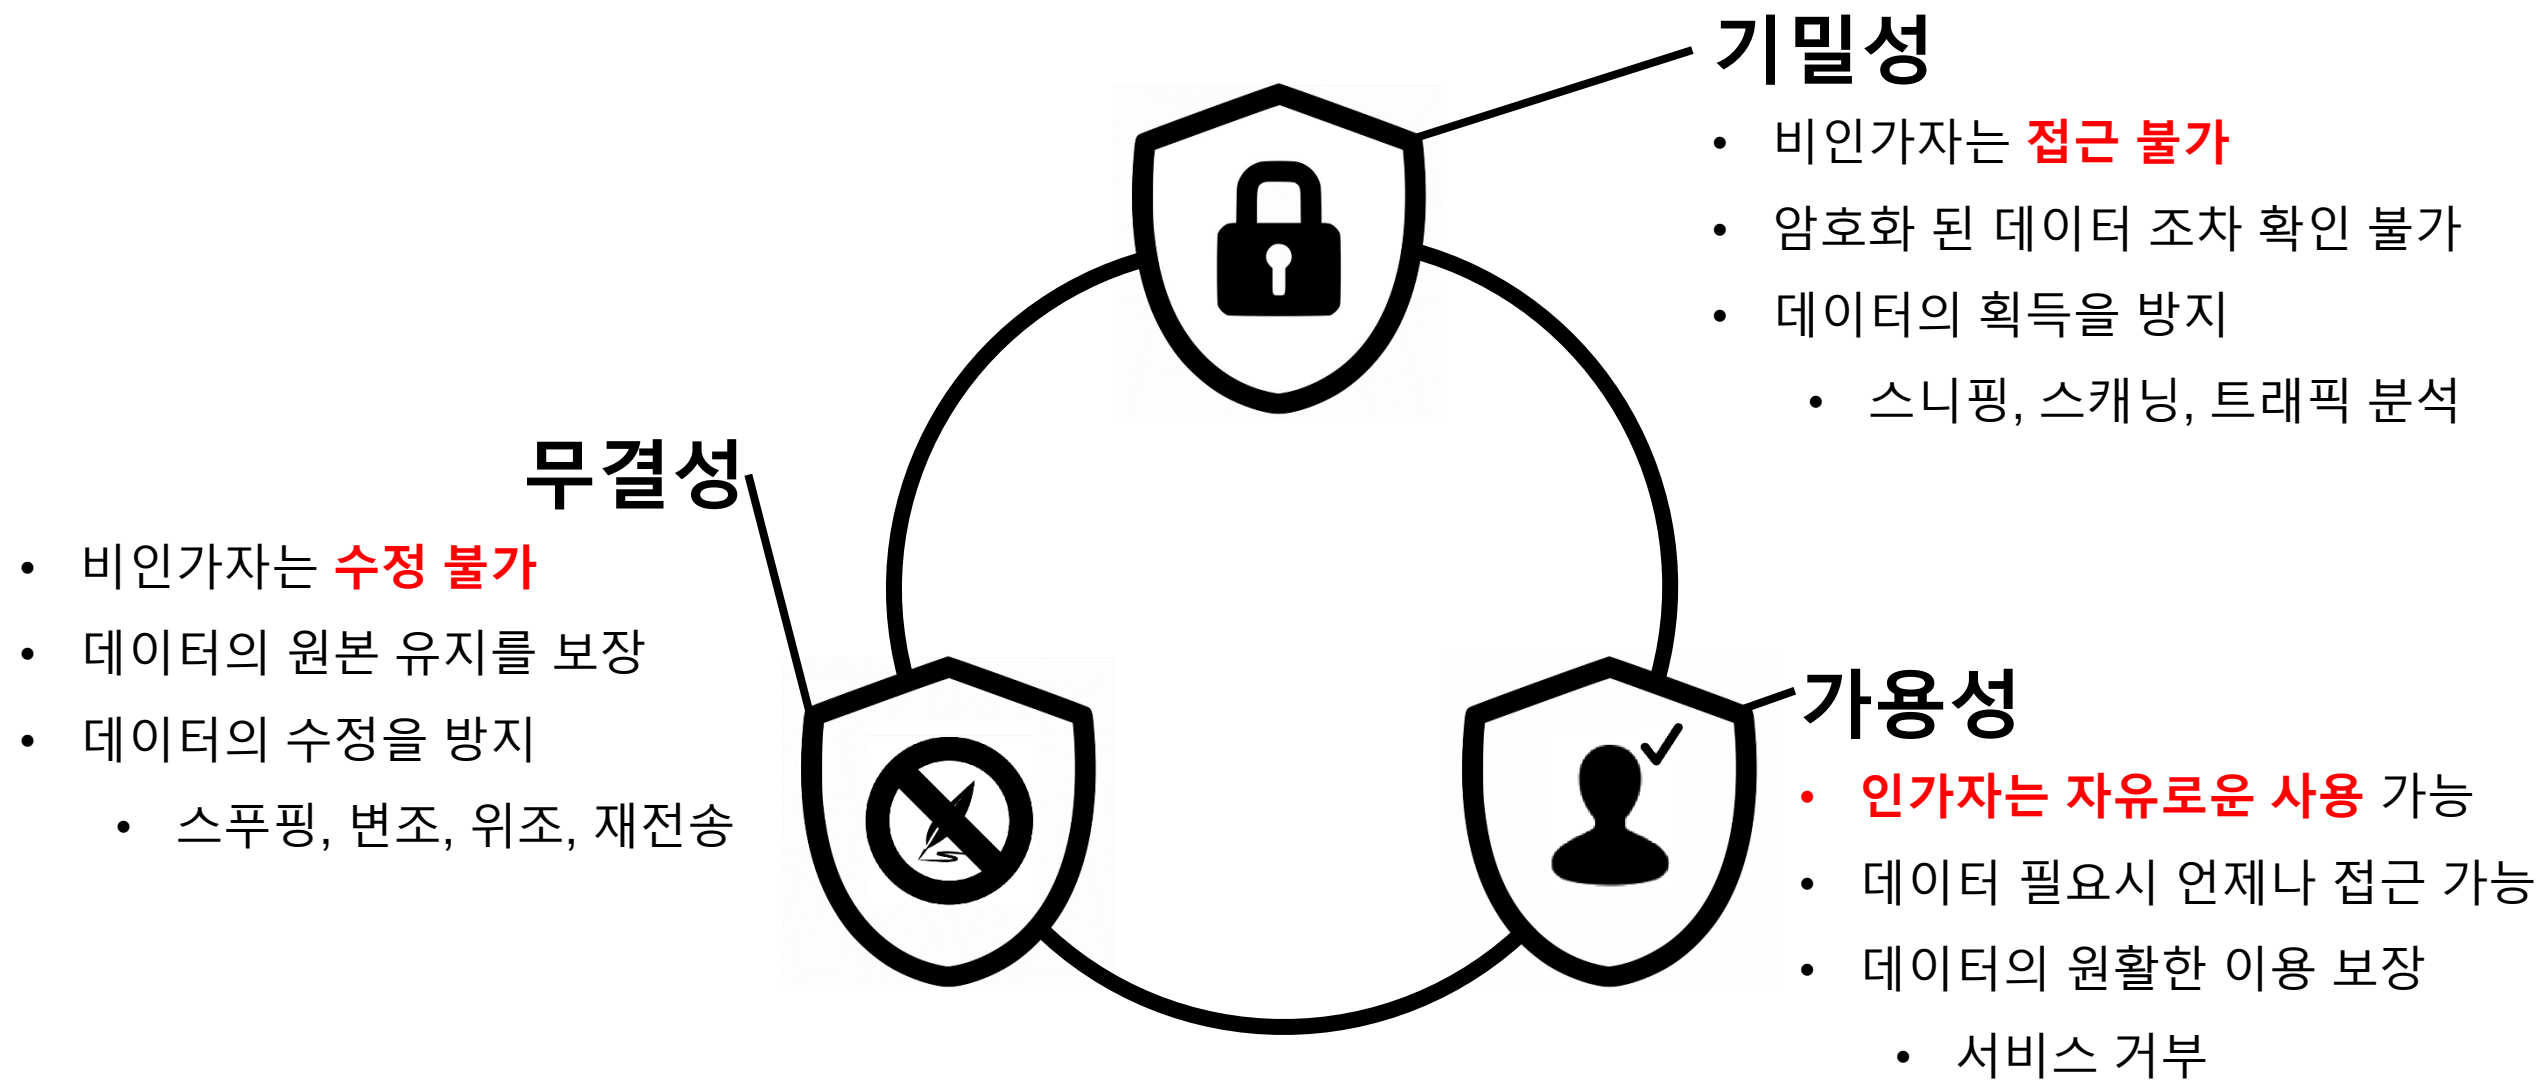 기밀성
• 비인가자는 접근 불가
• 암호화 된 데이터 조차 확인 불가
• 데이터의 획득을 방지
• 스니핑, 스캐닝, 트래픽 분석
무결성
• 비인가자는 수정 불가
• 데이터의 원본 유지를 보장
• 데이터의 수정을 방지
• 스푸핑, 변조, 위조, 재전송
가용성
• 인가자는 자유로운 사용 가능
• 데이터 필요시 언제나 접근 가능
• 데이터의 원활한 이용 보장
• 서비스 거부